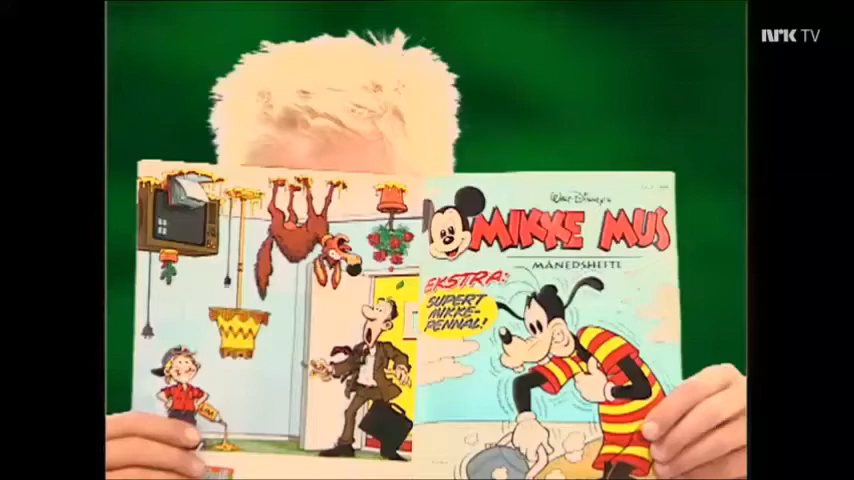 NRK TV
Walt Disney's
MIKKE MUS
MÅNEDSHEFTE
EKSTRA:
SUPERT
MIKKE-
PENNAL!